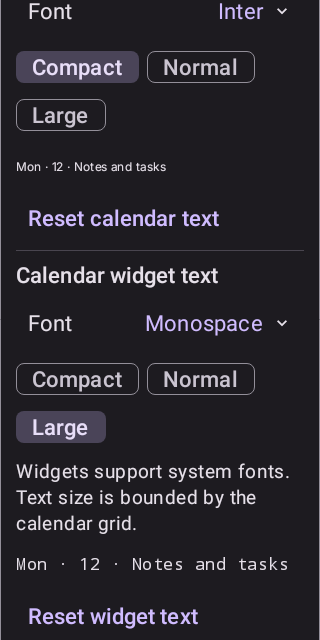 Font Inter
Compact Normal
Large
Mon · 12 · Notes and tasks
Reset calendar text
Calendar widget text
Font Monospace
Compact Normal
Large
Widgets support system fonts.
Text size is bounded by the
calendar grid.
Mon · 12 · Notes and tasks
Reset widget text